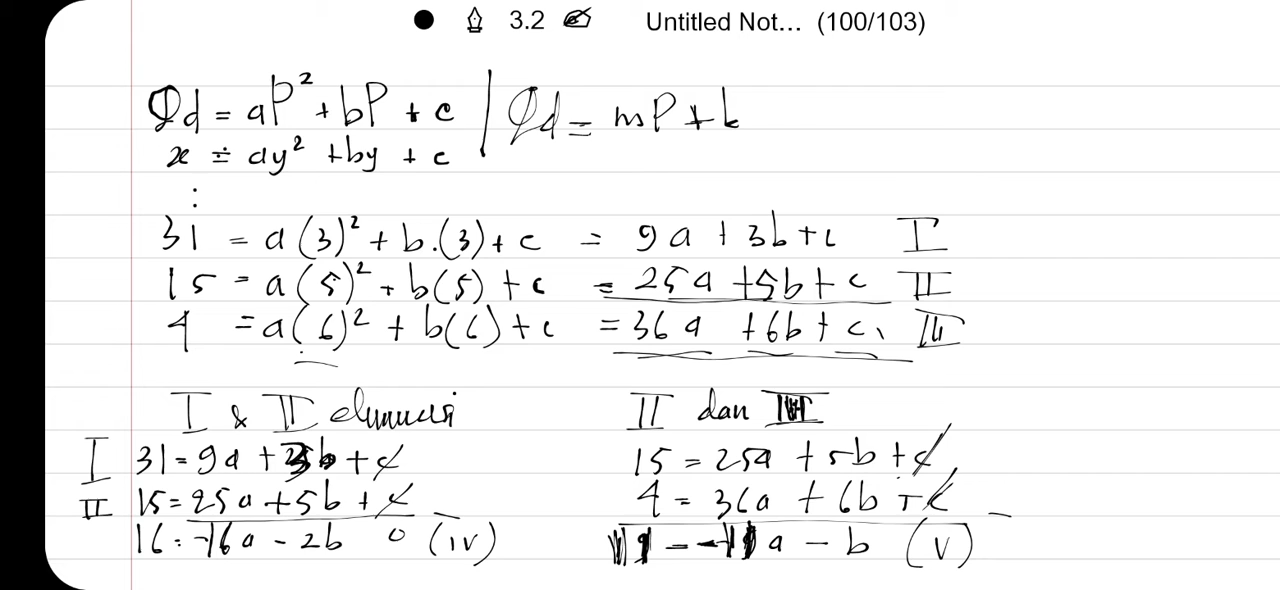 3.2 Untitled Not... (100/103)
Qd = aP² + bP + c | Qd = mP + k
x = ay² + by + c
:
31 = a(3)² + b.(3) + c = 9a + 3b + c I
15 = a(5)² + b(5) + c = 25a + 5b + c II
4 = a(6)² + b(6) + c = 36a + 6b + c III
I & II eliminasi
I 31 = 9a + 3b + c
II 15 = 25a + 5b + c
16 = -16a - 2b 0 (iv)
II dan III
15 = 25a + 5b + c
4 = 36a + 6b + c
11 = -11a - b (v)